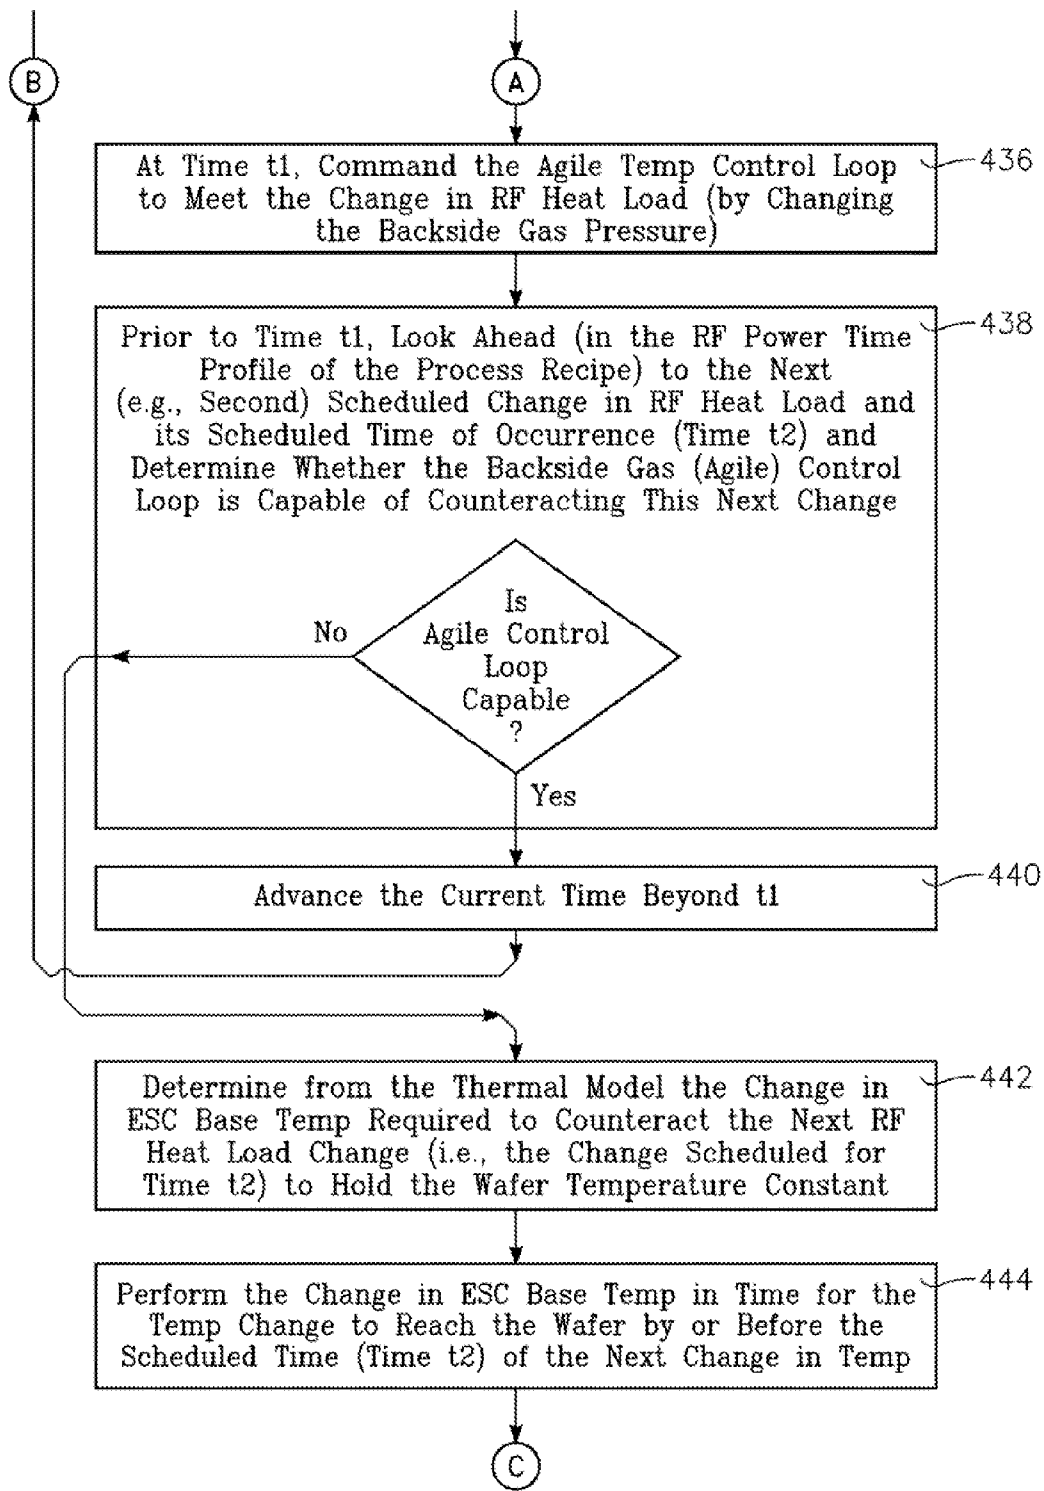 B
A
At Time t1, Command the Agile Temp Control Loop
to Meet the Change in RF Heat Load (by Changing
the Backside Gas Pressure)
436
Prior to Time t1, Look Ahead (in the RF Power Time
Profile of the Process Recipe) to the Next
(e.g., Second) Scheduled Change in RF Heat Load and
its Scheduled Time of Occurrence (Time t2) and
Determine Whether the Backside Gas (Agile) Control
Loop is Capable of Counteracting This Next Change
438
Is
Agile Control
Loop
Capable
?
No
Yes
Advance the Current Time Beyond t1
440
Determine from the Thermal Model the Change in
ESC Base Temp Required to Counteract the Next RF
Heat Load Change (i.e., the Change Scheduled for
Time t2) to Hold the Wafer Temperature Constant
442
Perform the Change in ESC Base Temp in Time for the
Temp Change to Reach the Wafer by or Before the
Scheduled Time (Time t2) of the Next Change in Temp
444
C